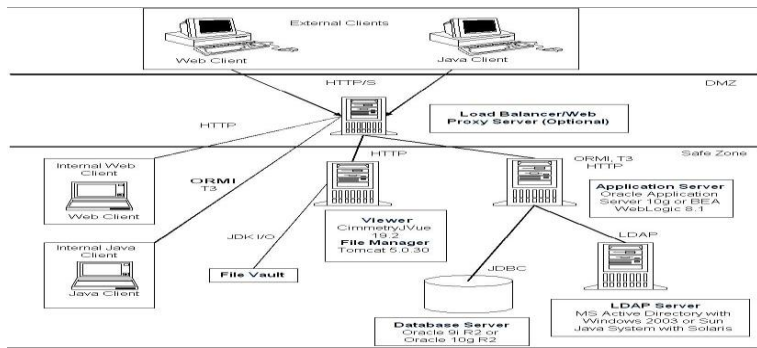 External Clients
Web Client
Java Client
HTTP/S
DMZ
HTTP
Load Balancer/Web
Proxy Server (Optional)
Safe Zone
Internal Web
Client
Web Client
ORMI
T3
HTTP
ORMI, T3
HTTP
Application Server
Oracle Application
Server 10g or BEA
WebLogic 8.1
Viewer
CimmetryJVue
19.2
File Manager
Tomcat 5.0.30
Internal Java
Client
Java Client
JDK I/O
File Vault
LDAP
JDBC
Database Server
Oracle 9i R2 or
Oracle 10g R2
LDAP Server
MS Active Directory with
Windows 2003 or Sun
Java System with Solaris